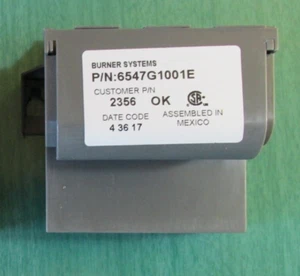 BURNER SYSTEMS
P/N:6547G1001E
CUSTOMER P/N
2356 OK
DATE CODE ASSEMBLED IN
4 36 17 MEXICO